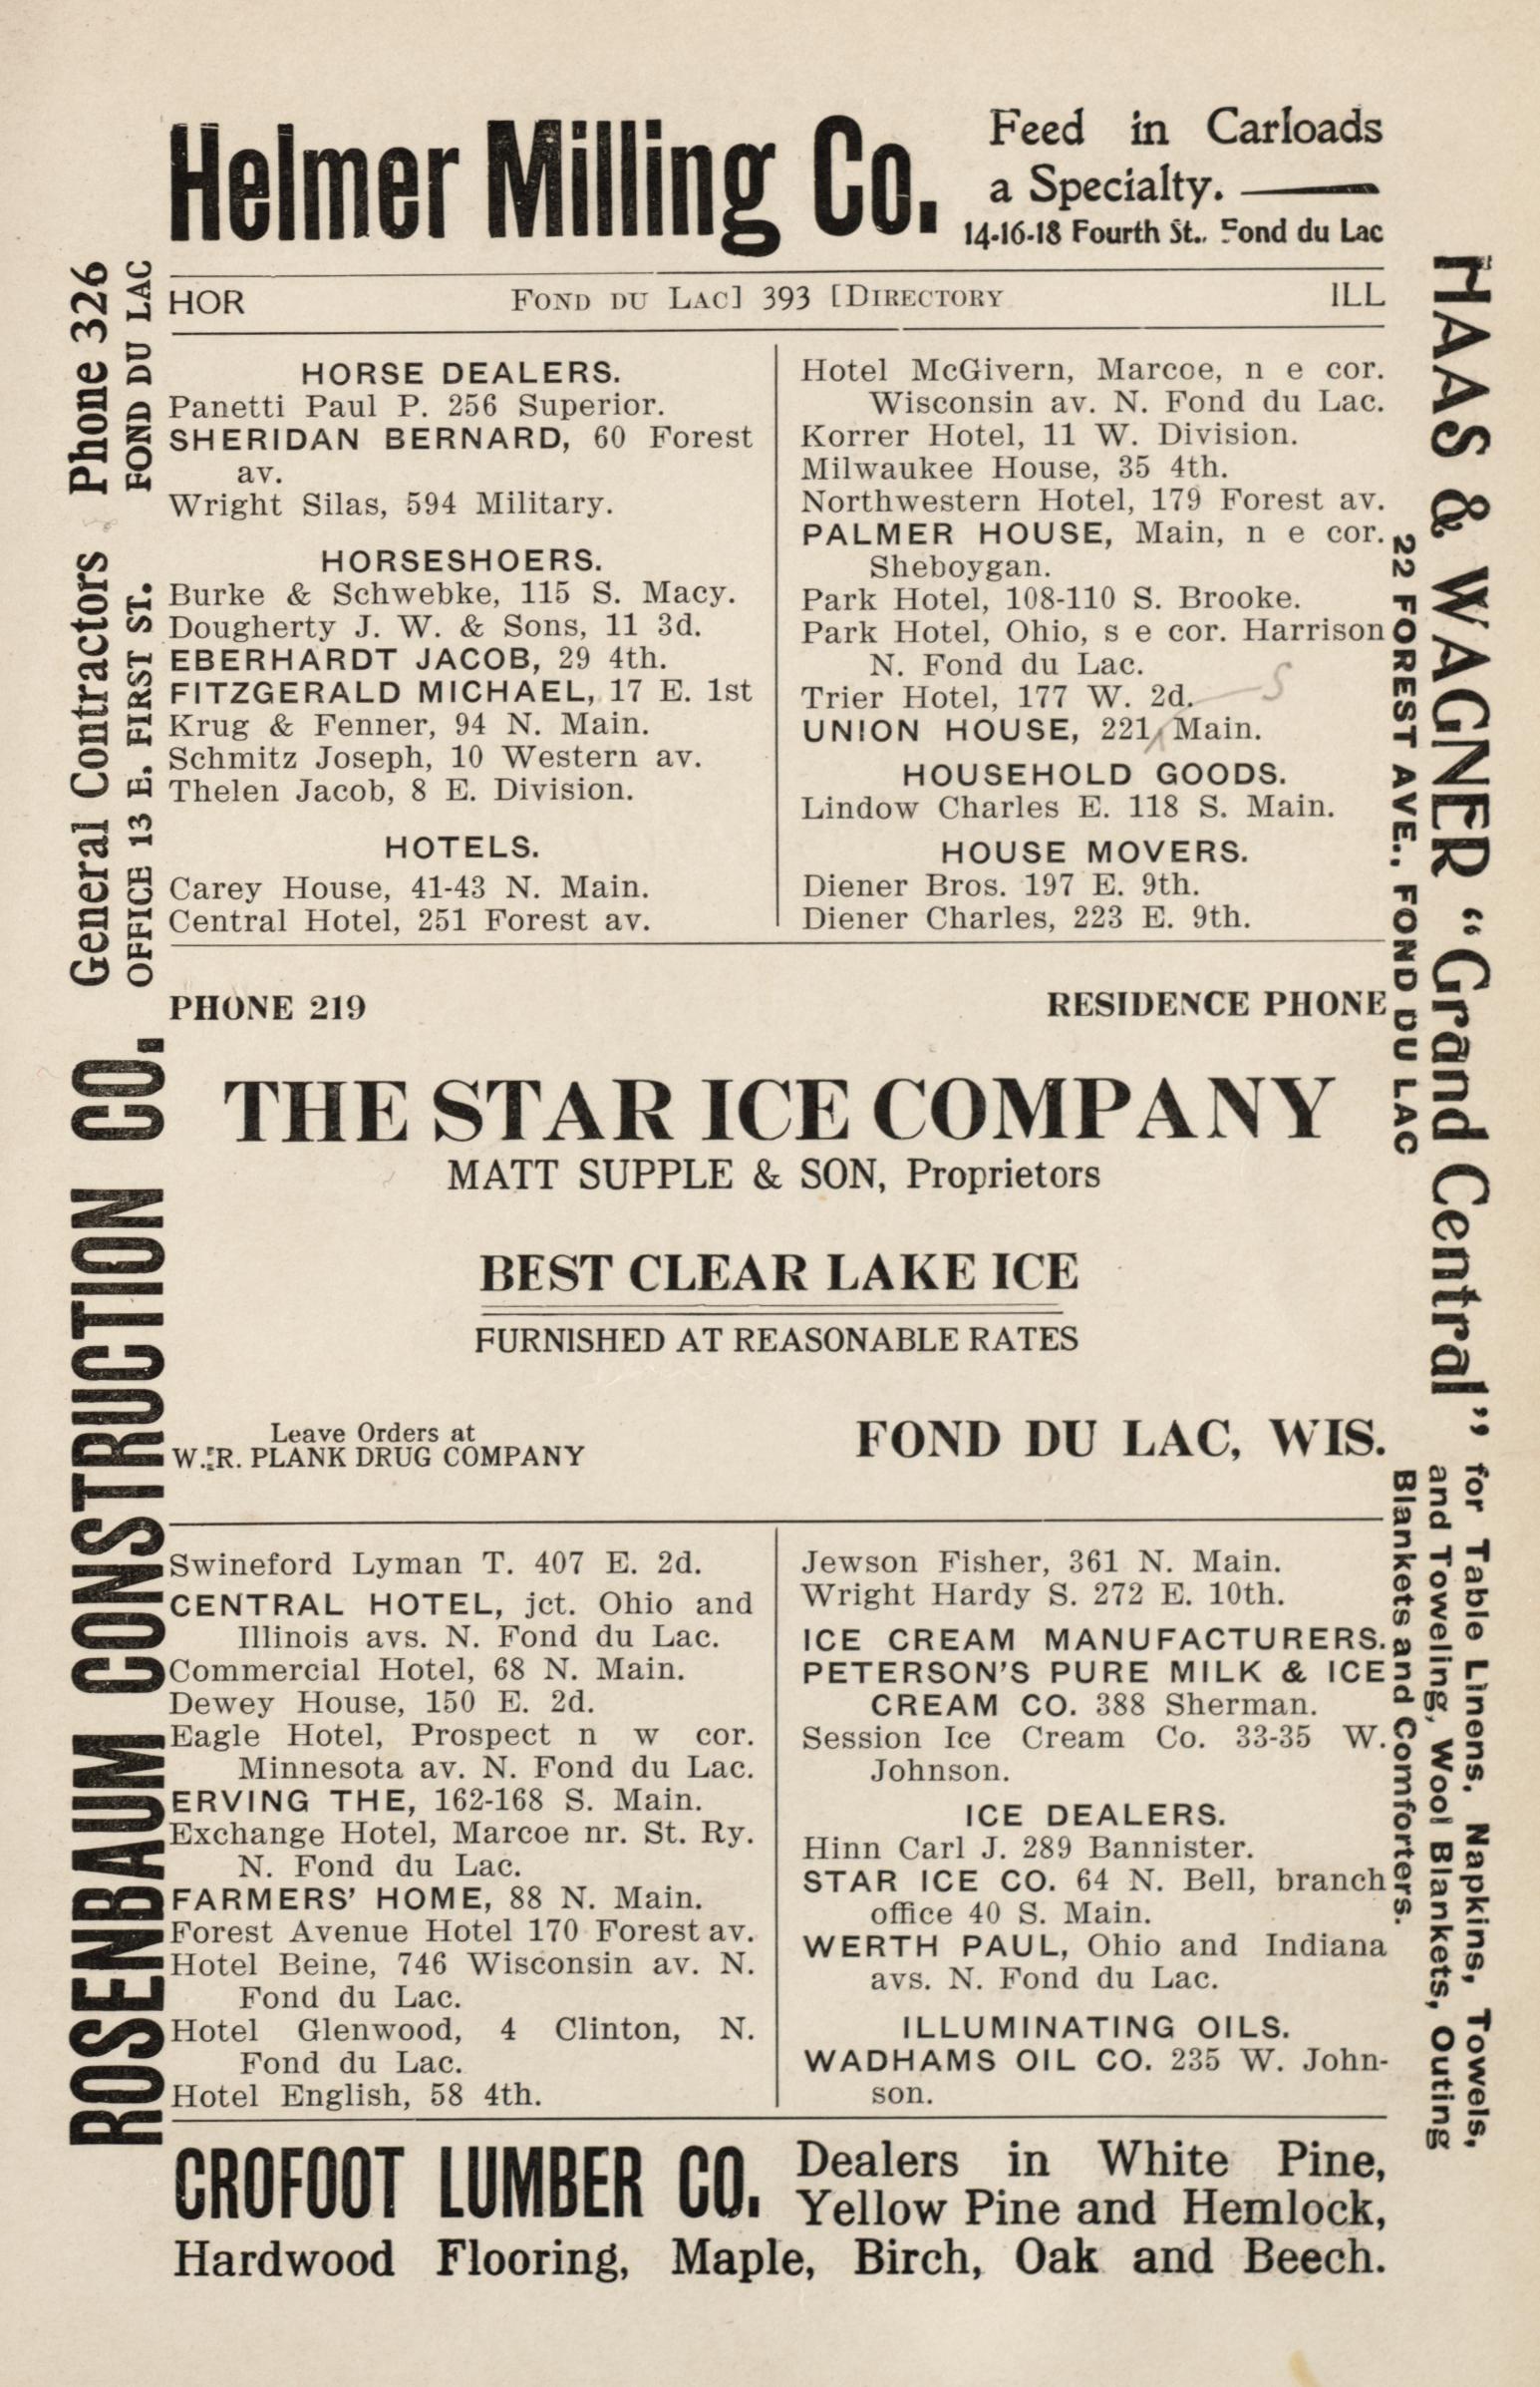 Helmer Milling Co.
Feed in Carloads
a Specialty.
14-16-18 Fourth St., Fond du Lac
HOR
FOND DU LAC] 393 [DIRECTORY
ILL
HORSE DEALERS.
Panetti Paul P. 256 Superior.
SHERIDAN BERNARD, 60 Forest
av.
Wright Silas, 594 Military.
HORSESHOERS.
Burke & Schwebke, 115 S. Macy.
Dougherty J. W. & Sons, 11 3d.
EBERHARDT JACOB, 29 4th.
FITZGERALD MICHAEL, 17 E. 1st
Krug & Fenner, 94 N. Main.
Schmitz Joseph, 10 Western av.
Thelen Jacob, 8 E. Division.
HOTELS.
Carey House, 41-43 N. Main.
Central Hotel, 251 Forest av.
Hotel McGivern, Marcoe, n e cor.
Wisconsin av. N. Fond du Lac.
Korrer Hotel, 11 W. Division.
Milwaukee House, 35 4th.
Northwestern Hotel, 179 Forest av.
PALMER HOUSE, Main, n e cor.
Sheboygan.
Park Hotel, 108-110 S. Brooke.
Park Hotel, Ohio, s e cor. Harrison
N. Fond du Lac.
Trier Hotel, 177 W. 2d.
S
UNION HOUSE, 221 Main.
HOUSEHOLD GOODS.
Lindow Charles E. 118 S. Main.
HOUSE MOVERS.
Diener Bros. 197 E. 9th.
Diener Charles, 223 E. 9th.
PHONE 219
RESIDENCE PHONE
THE STAR ICE COMPANY
MATT SUPPLE & SON, Proprietors
BEST CLEAR LAKE ICE
FURNISHED AT REASONABLE RATES
Leave Orders at
W. R. PLANK DRUG COMPANY
FOND DU LAC, WIS.
Swineford Lyman T. 407 E. 2d.
CENTRAL HOTEL, jct. Ohio and
Illinois avs. N. Fond du Lac.
Commercial Hotel, 68 N. Main.
Dewey House, 150 E. 2d.
Eagle Hotel, Prospect n w cor.
Minnesota av. N. Fond du Lac.
ERVING THE, 162-168 S. Main.
Exchange Hotel, Marcoe nr. St. Ry.
N. Fond du Lac.
FARMERS' HOME, 88 N. Main.
Forest Avenue Hotel 170 Forest av.
Hotel Beine, 746 Wisconsin av. N.
Fond du Lac.
Hotel Glenwood, 4 Clinton, N.
Fond du Lac.
Hotel English, 58 4th.
Jewson Fisher, 361 N. Main.
Wright Hardy S. 272 E. 10th.
ICE CREAM MANUFACTURERS.
PETERSON'S PURE MILK & ICE
CREAM CO. 388 Sherman.
Session Ice Cream Co. 33-35 W.
Johnson.
ICE DEALERS.
Hinn Carl J. 289 Bannister.
STAR ICE CO. 64 N. Bell, branch
office 40 S. Main.
WERTH PAUL, Ohio and Indiana
avs. N. Fond du Lac.
ILLUMINATING OILS.
WADHAMS OIL CO. 235 W. John-
son.
CROFOOT LUMBER CO.
Dealers in White Pine,
Yellow Pine and Hemlock,
Hardwood Flooring, Maple, Birch, Oak and Beech.
ROSENBAUM CONSTRUCTION CO.
General Contractors Phone 326
OFFICE 13 E. FIRST ST. FOND DU LAC
HAAS & WAGNER "Grand Central"
22 FOREST AVE., FOND DU LAC
for Table Linens, Napkins, Towels,
and Toweling, Wool Blankets, Outing
Blankets and Comforters.